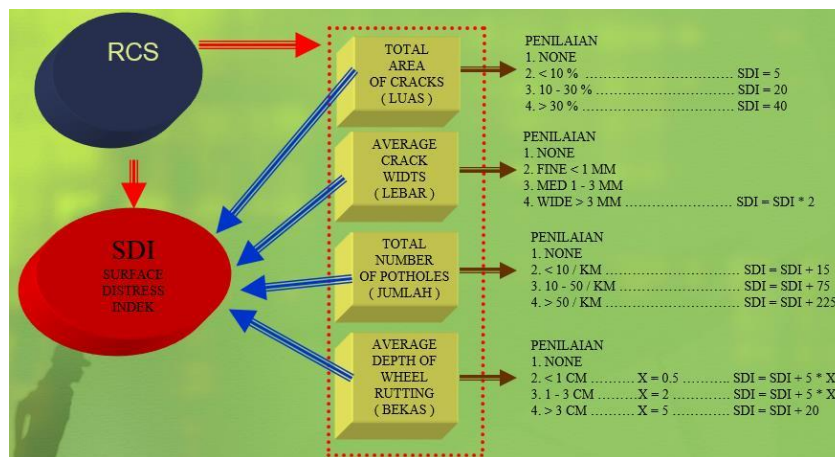 RCS
TOTAL
AREA
OF CRACKS
( LUAS )
PENILAIAN
1. NONE
2. < 10 % ................................... SDI = 5
3. 10 - 30 % ................................ SDI = 20
4. > 30 % ................................... SDI = 40
AVERAGE
CRACK
WIDTS
( LEBAR )
PENILAIAN
1. NONE
2. FINE < 1 MM
3. MED 1 - 3 MM
4. WIDE > 3 MM ........................... SDI = SDI * 2
SDI
SURFACE
DISTRESS
INDEK
TOTAL
NUMBER
OF POTHOLES
( JUMLAH )
PENILAIAN
1. NONE
2. < 10 / KM ................................ SDI = SDI + 15
3. 10 - 50 / KM ............................. SDI = SDI + 75
4. > 50 / KM ................................ SDI = SDI + 225
AVERAGE
DEPTH OF
WHEEL
RUTTING
( BEKAS )
PENILAIAN
1. NONE
2. < 1 CM .......... X = 0.5 ........... SDI = SDI + 5 * X
3. 1 - 3 CM ........ X = 2 .............. SDI = SDI + 5 * X
4. > 3 CM .......... X = 5 .............. SDI = SDI + 20